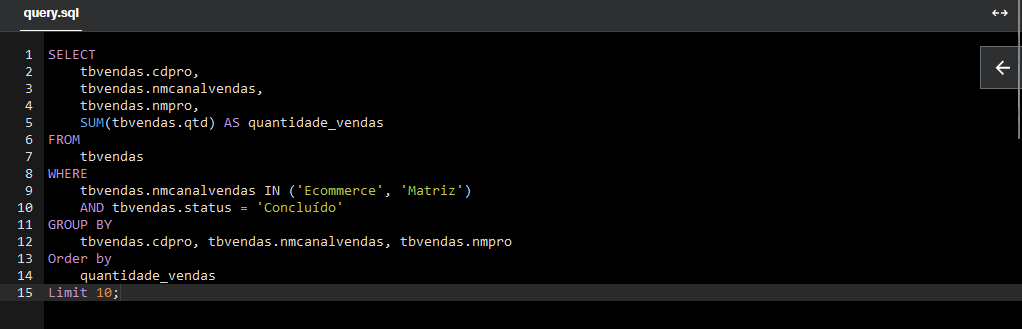 query.sql
1 SELECT
2 tbvendas.cdpro,
3 tbvendas.nmcanalvendas,
4 tbvendas.nmpro,
5 SUM(tbvendas.qtd) AS quantidade_vendas
6 FROM
7 tbvendas
8 WHERE
9 tbvendas.nmcanalvendas IN ('Ecommerce', 'Matriz')
10 AND tbvendas.status = 'Concluído'
11 GROUP BY
12 tbvendas.cdpro, tbvendas.nmcanalvendas, tbvendas.nmpro
13 Order by
14 quantidade_vendas
15 Limit 10;